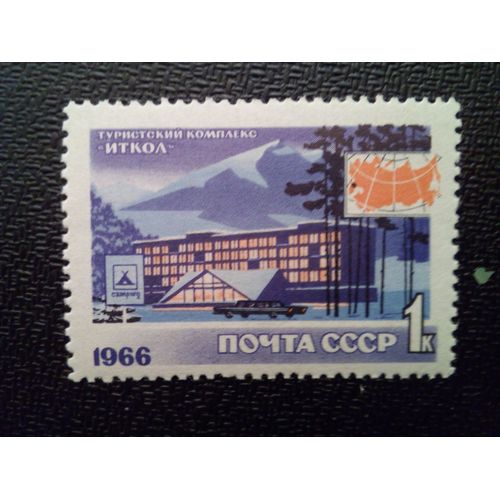 ТУРИСТСКИЙ КОМПЛЕКС
"ИТКОЛ"
1966
ПОЧТА СССР
1К